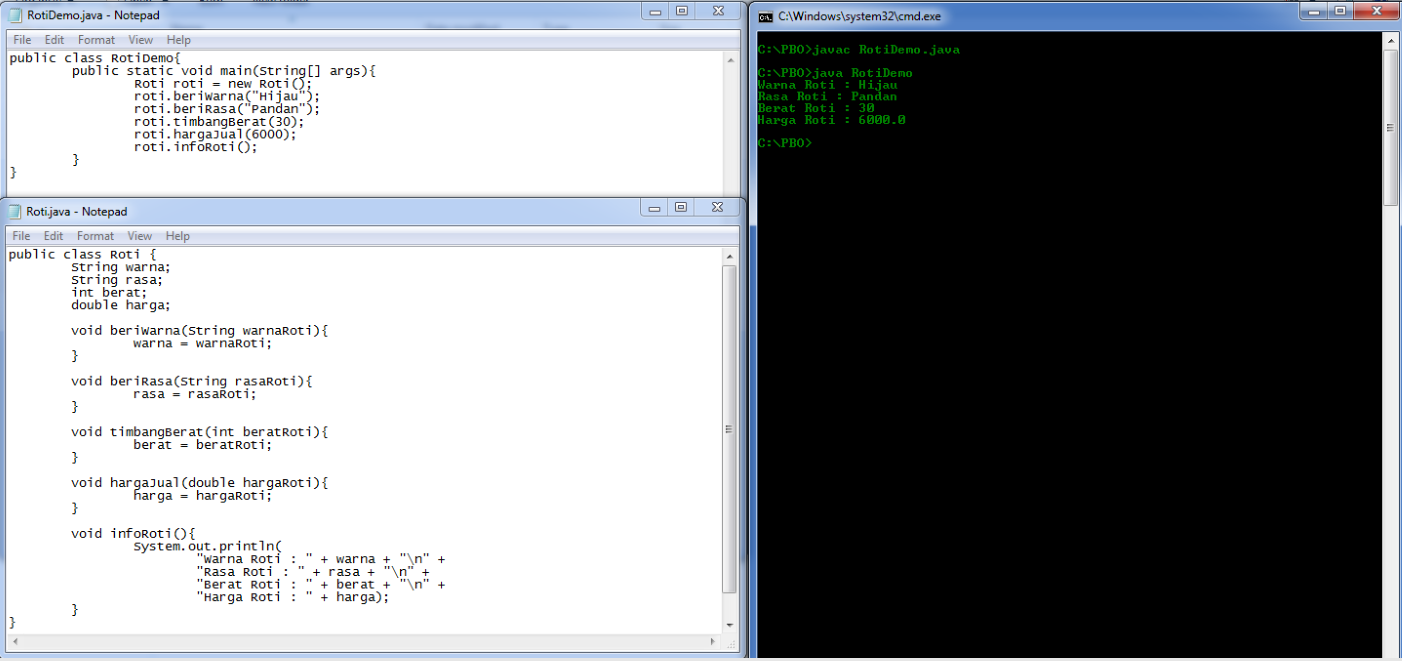 RotiDemo.java - Notepad
File Edit Format View Help
public class RotiDemo{
public static void main(String[] args){
Roti roti = new Roti();
roti.beriWarna("Hijau");
roti.beriRasa("Pandan");
roti.timbangBerat(30);
roti.hargaJual(6000);
roti.infoRoti();
}
}
Roti.java - Notepad
File Edit Format View Help
public class Roti {
String warna;
String rasa;
int berat;
double harga;
void beriWarna(String warnaRoti){
warna = warnaRoti;
}
void beriRasa(String rasaRoti){
rasa = rasaRoti;
}
void timbangBerat(int beratRoti){
berat = beratRoti;
}
void hargaJual(double hargaRoti){
harga = hargaRoti;
}
void infoRoti(){
System.out.println(
"Warna Roti : " + warna + "\n" +
"Rasa Roti : " + rasa + "\n" +
"Berat Roti : " + berat + "\n" +
"Harga Roti : " + harga);
}
}
C:\Windows\system32\cmd.exe
C:\PBO>javac RotiDemo.java
C:\PBO>java RotiDemo
Warna Roti : Hijau
Rasa Roti : Pandan
Berat Roti : 30
Harga Roti : 6000.0
C:\PBO>